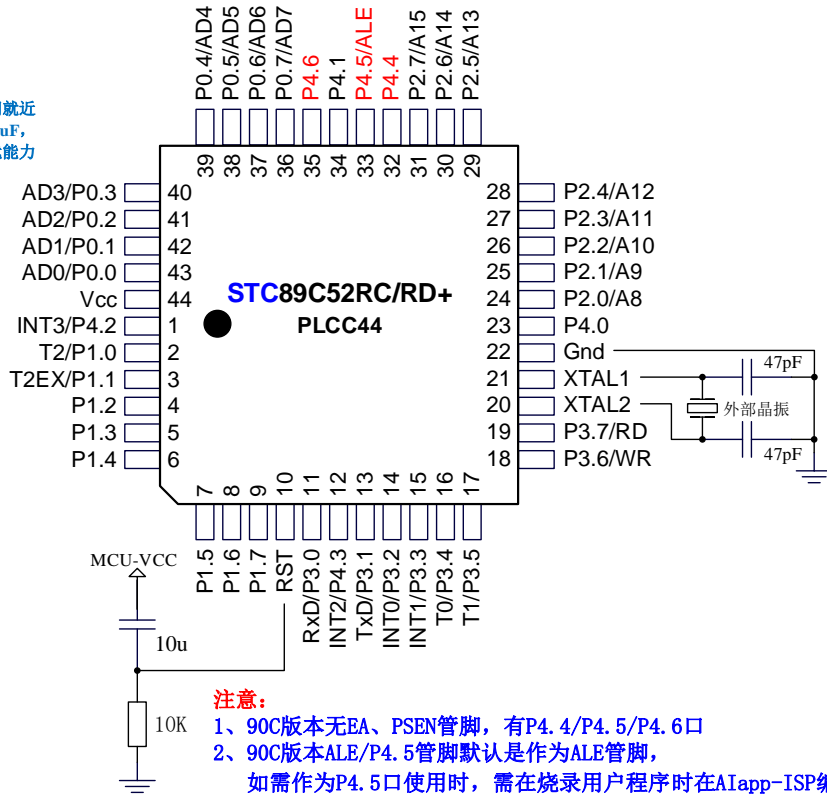 P0.4/AD4
P0.5/AD5
P0.6/AD6
P0.7/AD7
P4.6
P4.1
P4.5/ALE
P4.4
P2.7/A15
P2.6/A14
P2.5/A13
就近
uF，
能力
39
38
37
36
35
34
33
32
31
30
29
AD3/P0.3 40
AD2/P0.2 41
AD1/P0.1 42
AD0/P0.0 43
Vcc 44
INT3/P4.2 1
T2/P1.0 2
T2EX/P1.1 3
P1.2 4
P1.3 5
P1.4 6
STC89C52RC/RD+
PLCC44
28 P2.4/A12
27 P2.3/A11
26 P2.2/A10
25 P2.1/A9
24 P2.0/A8
23 P4.0
22 Gnd
21 XTAL1
20 XTAL2
19 P3.7/RD
18 P3.6/WR
47pF
外部晶振
47pF
7
8
9
10
11
12
13
14
15
16
17
P1.5
P1.6
P1.7
RST
RxD/P3.0
INT2/P4.3
TxD/P3.1
INT0/P3.2
INT1/P3.3
T0/P3.4
T1/P3.5
MCU-VCC
10u
10K
注意：
1、90C版本无EA、PSEN管脚，有P4.4/P4.5/P4.6口
2、90C版本ALE/P4.5管脚默认是作为ALE管脚，
如需作为P4.5口使用时，需在烧录用户程序时在AIapp-ISP